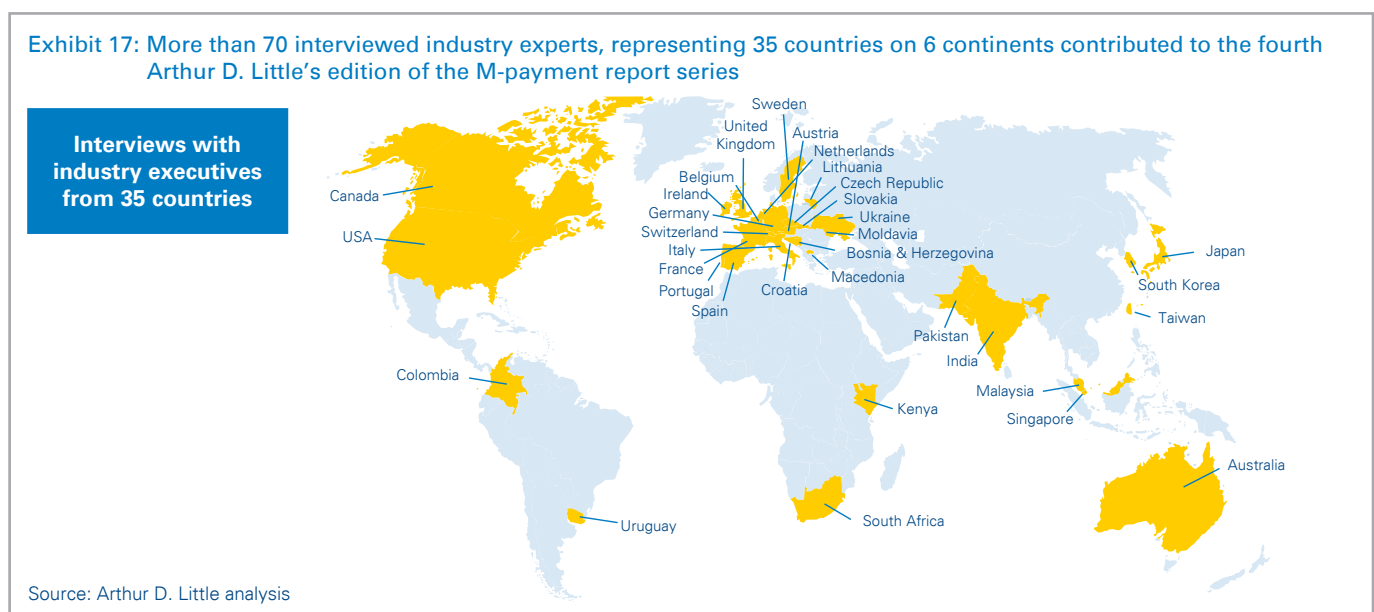 Exhibit 17: More than 70 interviewed industry experts, representing 35 countries on 6 continents contributed to the fourth
Arthur D. Little’s edition of the M-payment report series
Interviews with
industry executives
from 35 countries
Canada
USA
Colombia
Uruguay
Sweden
United
Kingdom
Austria
Netherlands
Lithuania
Belgium
Czech Republic
Ireland
Slovakia
Germany
Ukraine
Switzerland
Moldavia
Italy
Bosnia & Herzegovina
France
Macedonia
Portugal
Croatia
Spain
Japan
South Korea
Taiwan
Pakistan
India
Malaysia
Singapore
Kenya
Australia
South Africa
Source: Arthur D. Little analysis